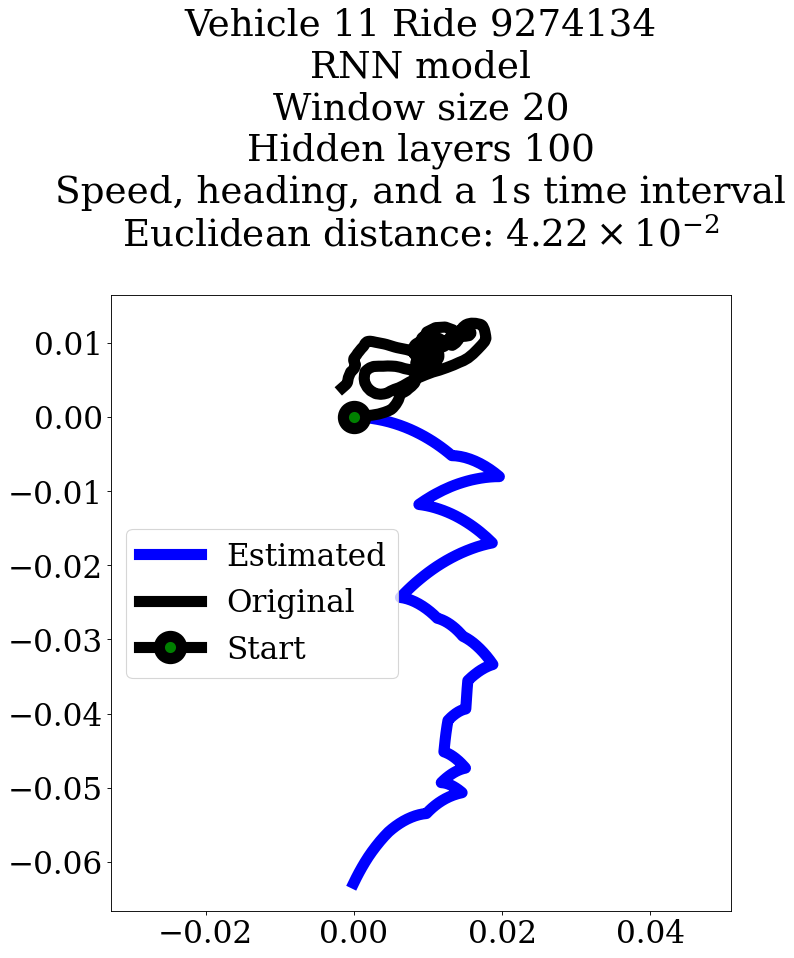 Vehicle 11 Ride 9274134
RNN model
Window size 20
Hidden layers 100
Speed, heading, and a 1s time interval
Euclidean distance: 4.22 × 10⁻²
0.01
0.00
−0.01
−0.02
−0.03
−0.04
−0.05
−0.06
Estimated
Original
Start
−0.02 0.00 0.02 0.04